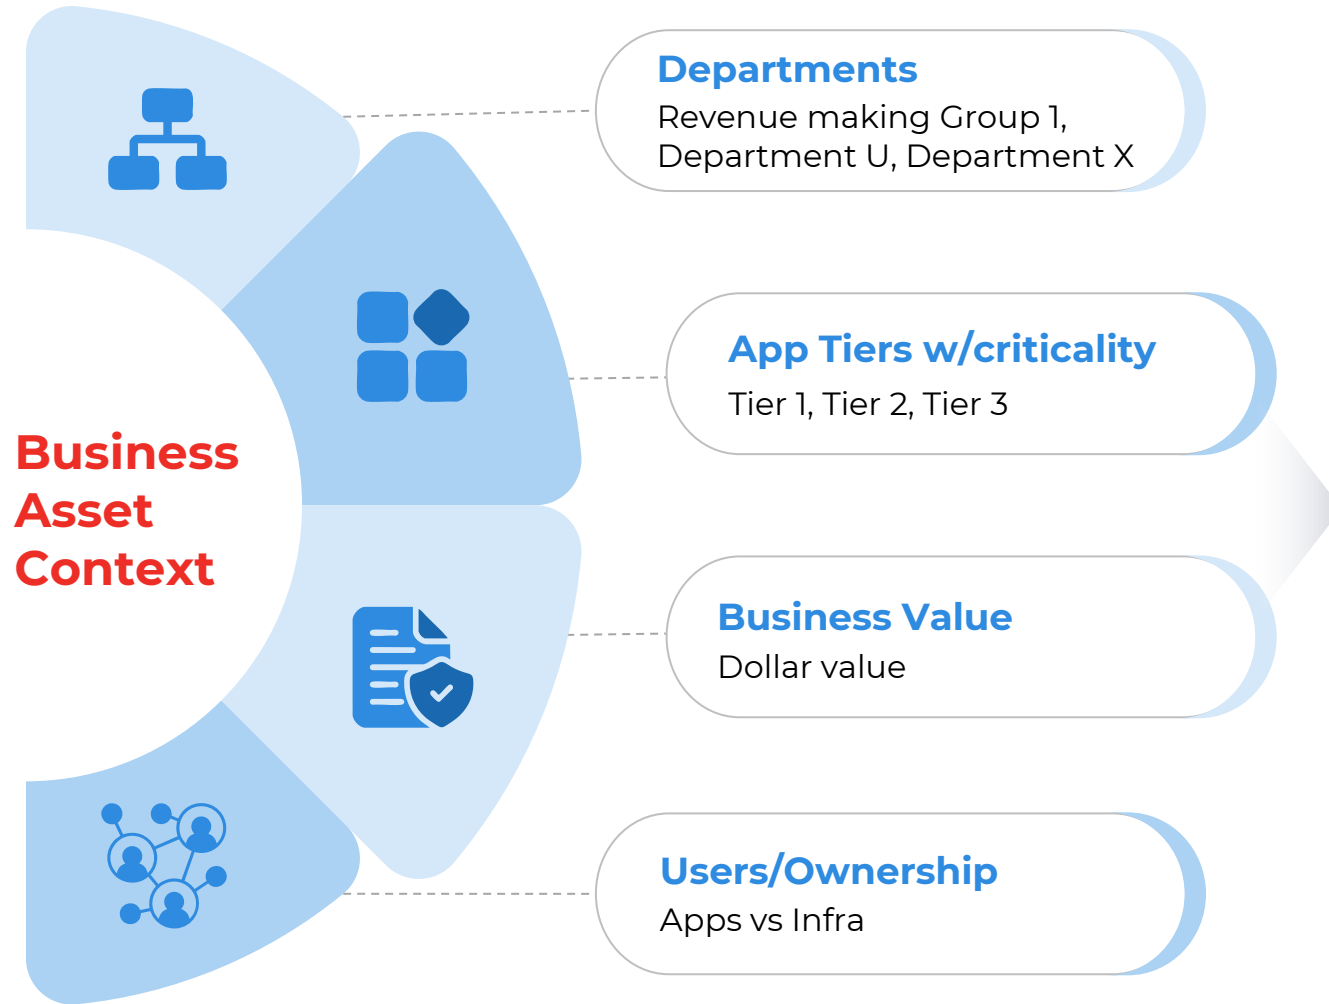 Departments
Revenue making Group 1,
Department U, Department X
App Tiers w/criticality
Tier 1, Tier 2, Tier 3
Business
Asset
Context
Business Value
Dollar value
Users/Ownership
Apps vs Infra